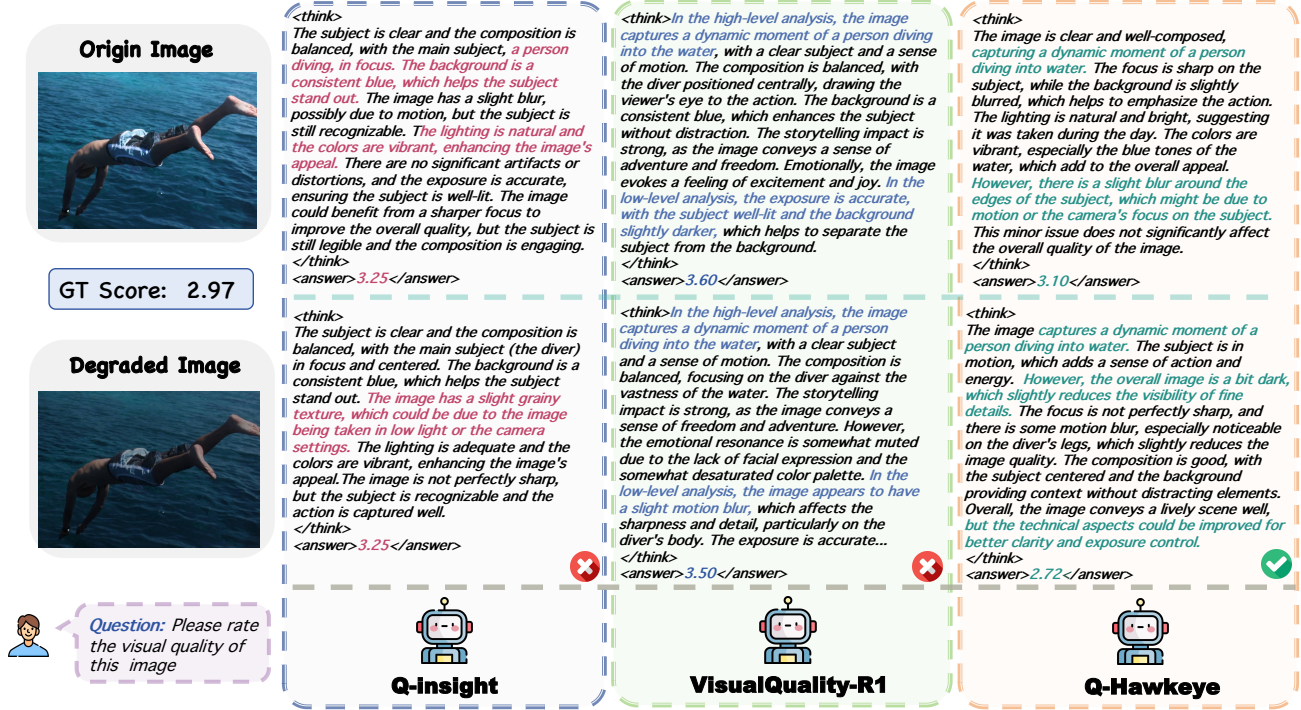 Origin Image
GT Score: 2.97
Degraded Image
Question: Please rate
the visual quality of
this image
<think>
The subject is clear and the composition is
balanced, with the main subject, a person
diving, in focus. The background is a
consistent blue, which helps the subject
stand out. The image has a slight blur,
possibly due to motion, but the subject is
still recognizable. The lighting is natural and
the colors are vibrant, enhancing the image's
appeal. There are no significant artifacts or
distortions, and the exposure is accurate,
ensuring the subject is well-lit. The image
could benefit from a sharper focus to
improve the overall quality, but the subject is
still legible and the composition is engaging.
</think>
<answer>3.25</answer>
<think>
The subject is clear and the composition is
balanced, with the main subject (the diver)
in focus and centered. The background is a
consistent blue, which helps the subject
stand out. The image has a slight grainy
texture, which could be due to the image
being taken in low light or the camera
settings. The lighting is adequate and the
colors are vibrant, enhancing the image's
appeal.The image is not perfectly sharp,
but the subject is recognizable and the
action is captured well.
</think>
<answer>3.25</answer>
Q-insight
<think>In the high-level analysis, the image
captures a dynamic moment of a person diving
into the water, with a clear subject and a sense
of motion. The composition is balanced, with
the diver positioned centrally, drawing the
viewer's eye to the action. The background is a
consistent blue, which enhances the subject
without distraction. The storytelling impact is
strong, as the image conveys a sense of
adventure and freedom. Emotionally, the image
evokes a feeling of excitement and joy. In the
low-level analysis, the exposure is accurate,
with the subject well-lit and the background
slightly darker, which helps to separate the
subject from the background.
</think>
<answer>3.60</answer>
<think>In the high-level analysis, the image
captures a dynamic moment of a person
diving into the water, with a clear subject
and a sense of motion. The composition is
balanced, focusing on the diver against the
vastness of the water. The storytelling
impact is strong, as the image conveys a
sense of freedom and adventure. However,
the emotional resonance is somewhat muted
due to the lack of facial expression and the
somewhat desaturated color palette. In the
low-level analysis, the image appears to have
a slight motion blur, which affects the
sharpness and detail, particularly on the
diver's body. The exposure is accurate...
</think>
<answer>3.50</answer>
VisualQuality-R1
<think>
The image is clear and well-composed,
capturing a dynamic moment of a person
diving into water. The focus is sharp on the
subject, while the background is slightly
blurred, which helps to emphasize the action.
The lighting is natural and bright, suggesting
it was taken during the day. The colors are
vibrant, especially the blue tones of the
water, which add to the overall appeal.
However, there is a slight blur around the
edges of the subject, which might be due to
motion or the camera's focus on the subject.
This minor issue does not significantly affect
the overall quality of the image.
</think>
<answer>3.10</answer>
<think>
The image captures a dynamic moment of a
person diving into water. The subject is in
motion, which adds a sense of action and
energy. However, the overall image is a bit dark,
which slightly reduces the visibility of fine
details. The focus is not perfectly sharp, and
there is some motion blur, especially noticeable
on the diver's legs, which slightly reduces the
image quality. The composition is good, with
the subject centered and the background
providing context without distracting elements.
Overall, the image conveys a lively scene well,
but the technical aspects could be improved for
better clarity and exposure control.
</think>
<answer>2.72</answer>
Q-Hawkeye